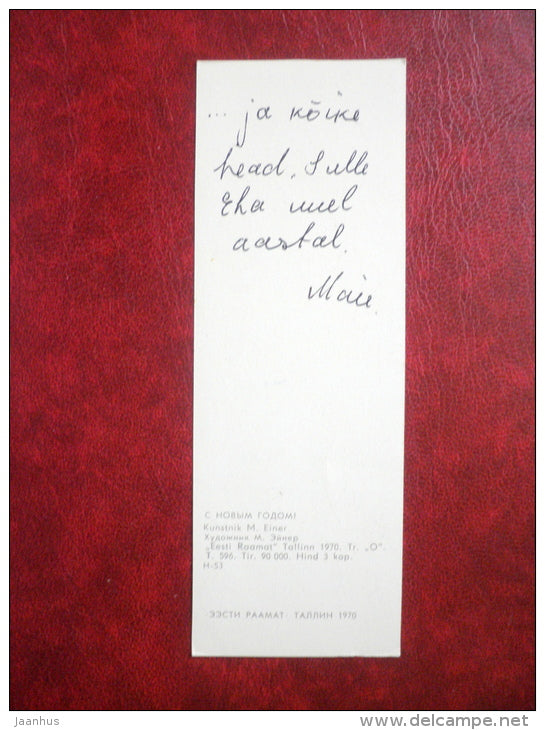 ... ja kõike
head, Sulle
Eha uuel
aastal.
С НОВЫМ ГОДОМ!
Kunstnik M. Einer
Художник М. Эйнер
„Eesti Raamat" Tallinn 1970. Tr. „O".
T. 596. Tir. 90 000. Hind 3 kop.
Н-53
·ЭЭСТИ РААМАТ· ТАЛЛИН 1970
jaanhus
www.delcampe.net